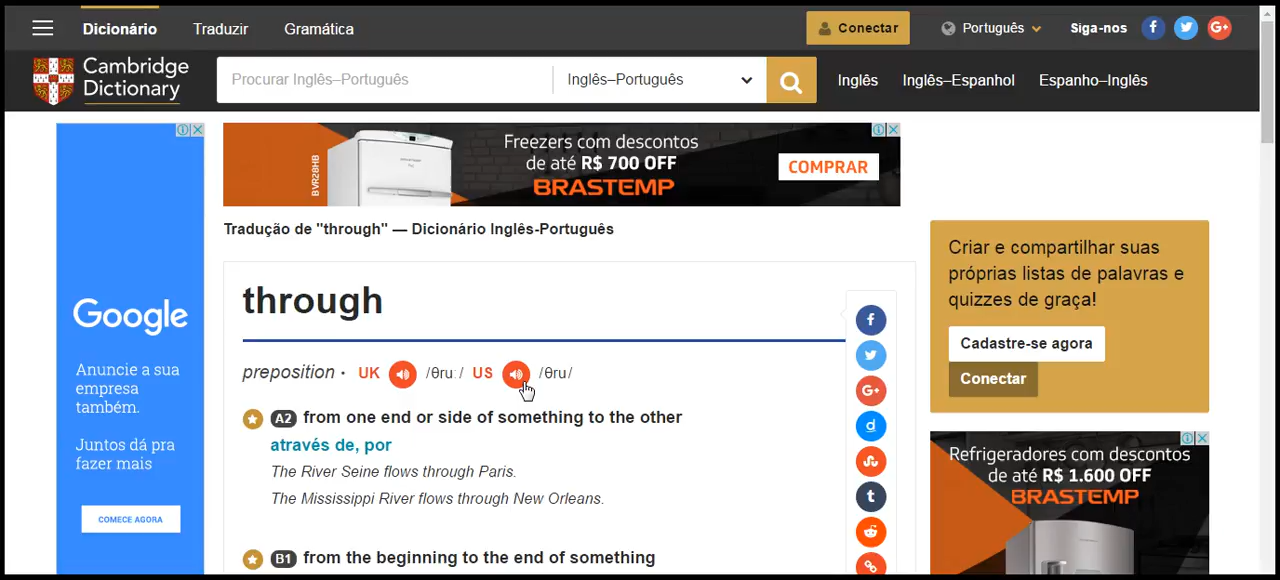 Dicionário Traduzir Gramática Conectar Português Siga-nos f G+
Cambridge Dictionary Procurar Inglês–Português Inglês–Português Inglês Inglês–Espanhol Espanho–Inglês
Google
Anuncie a sua
empresa
também.
Juntos dá pra
fazer mais
COMECE AGORA
BVR28HB
Freezers com descontos
de até R$ 700 OFF
BRASTEMP
COMPRAR
Tradução de "through" — Dicionário Inglês-Português
through
preposition · UK /θruː/ US /θru/
A2 from one end or side of something to the other
através de, por
The River Seine flows through Paris.
The Mississippi River flows through New Orleans.
B1 from the beginning to the end of something
f
G+
d
t
Criar e compartilhar suas
próprias listas de palavras e
quizzes de graça!
Cadastre-se agora
Conectar
Refrigeradores com descontos
de até R$ 1.600 OFF
BRASTEMP